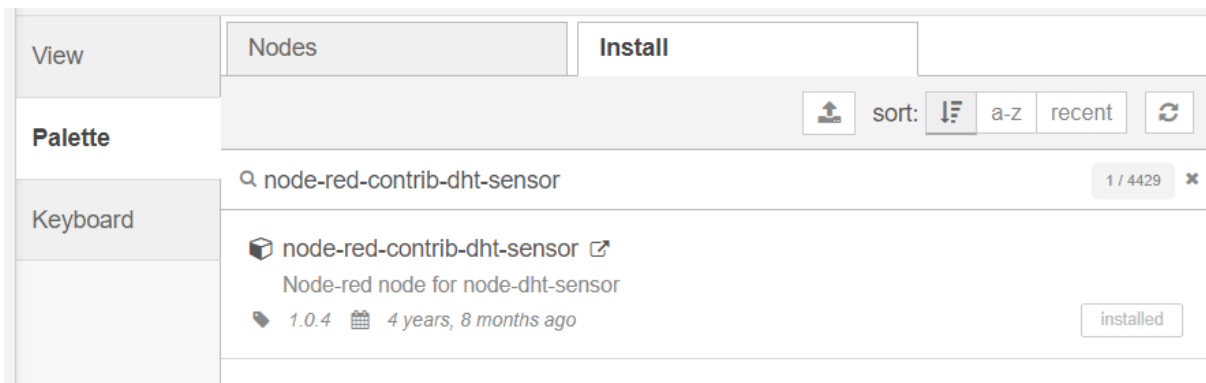 View
Nodes
Install
Palette
sort:
a-z
recent
node-red-contrib-dht-sensor
1 / 4429
Keyboard
node-red-contrib-dht-sensor
Node-red node for node-dht-sensor
1.0.4
4 years, 8 months ago
installed